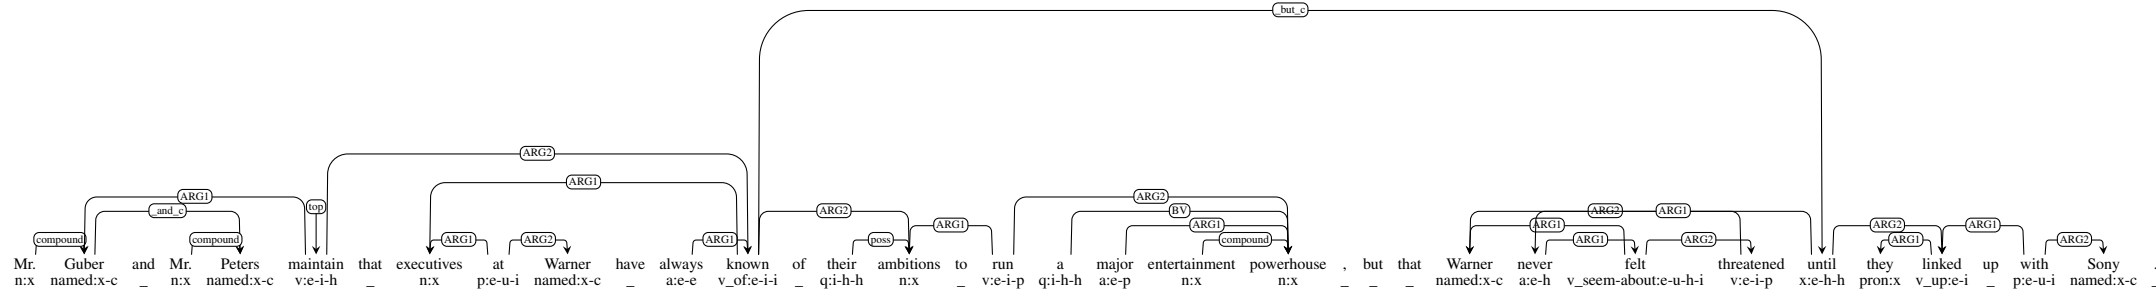 _but_c
ARG2
ARG1
ARG1 top ARG2
_and_c ARG2 BV ARG2 ARG1
ARG1 ARG1 ARG1 ARG2 ARG1
compound compound ARG1 ARG2 ARG1 poss compound ARG1 ARG2 ARG1 ARG2
Mr. Guber and Mr. Peters maintain that executives at Warner have always known of their ambitions to run a major entertainment powerhouse , but that Warner never felt threatened until they linked up with Sony .
n:x named:x-c _ n:x named:x-c v:e-i-h _ n:x p:e-u-i named:x-c _ a:e-e v_of:e-i-i _ q:i-h-h n:x _ v:e-i-p q:i-h-h a:e-p n:x n:x _ _ _ named:x-c a:e-h v_seem-about:e-u-h-i v:e-i-p x:e-h-h pron:x v_up:e-i _ p:e-u-i named:x-c _